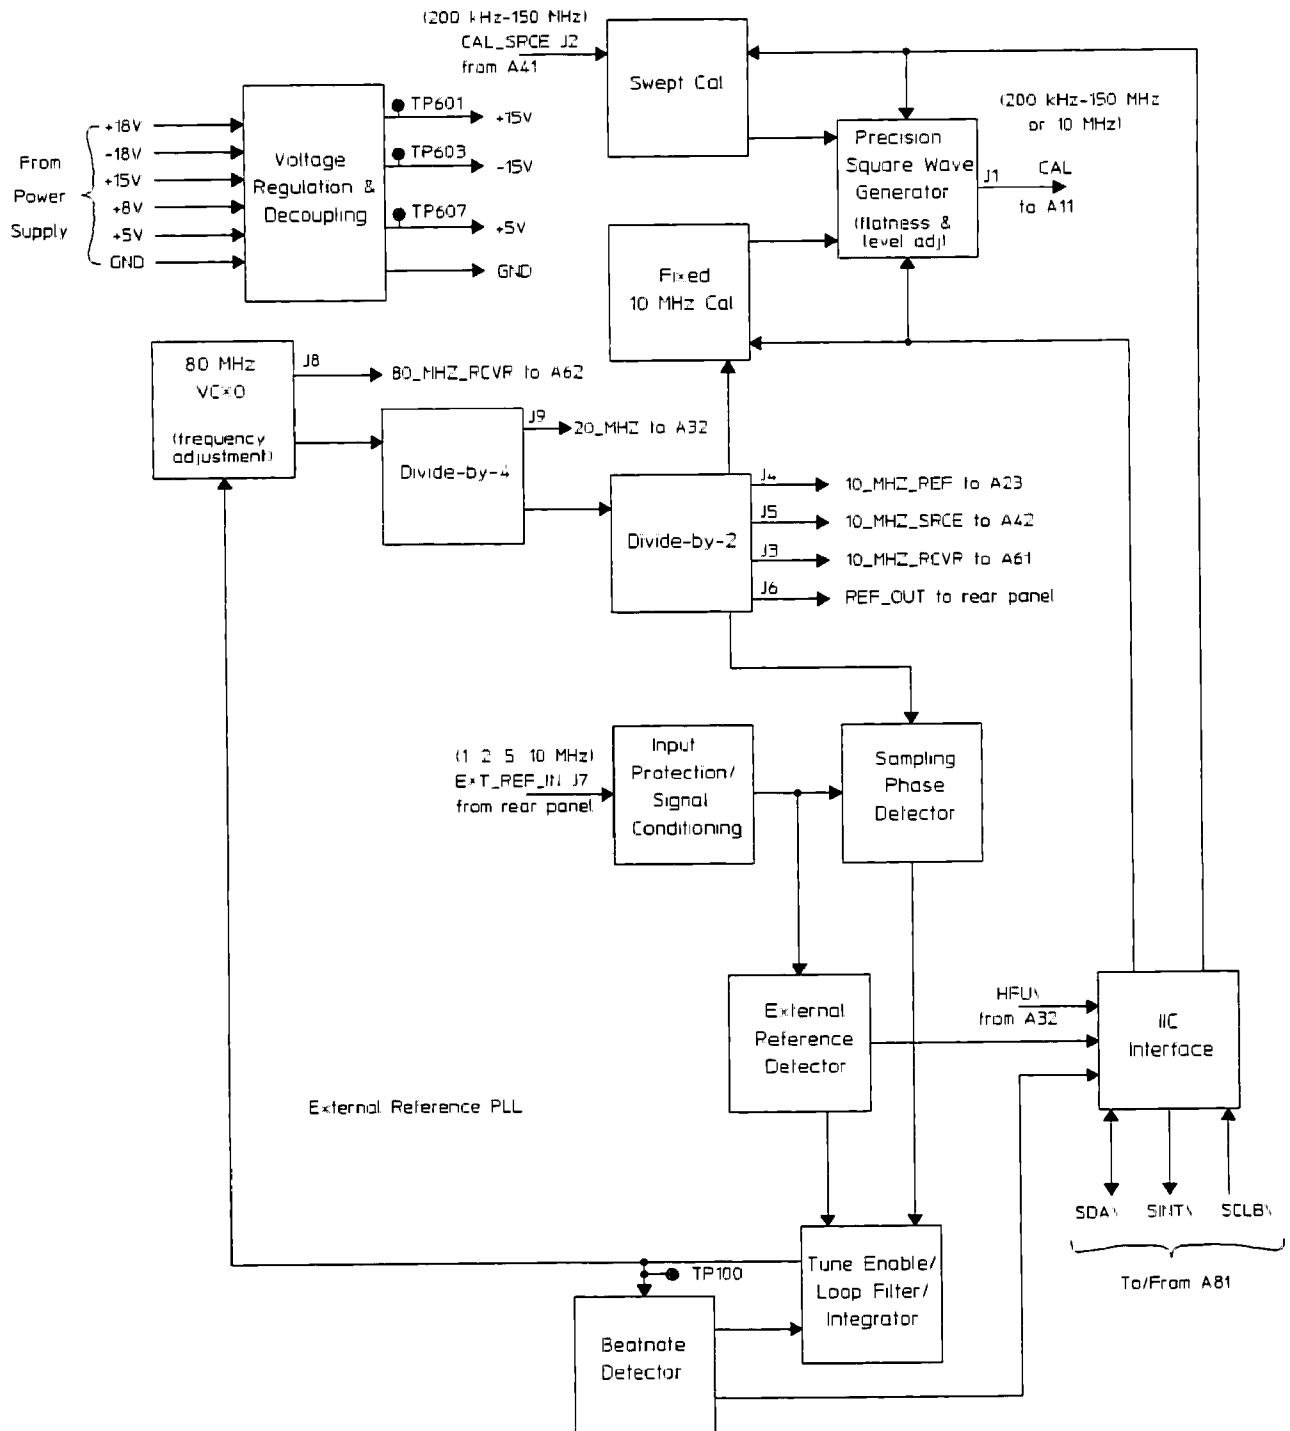 (200 kHz-150 MHz)
CAL_SRCE J2
from A41
Swept Cal
(200 kHz-150 MHz
or 10 MHz)
Precision
Square Wave
Generator
(flatness &
level adj)
J1
CAL
to A11
From
Power
Supply
+18V
-18V
+15V
+8V
+5V
GND
Voltage
Regulation &
Decoupling
TP601
+15V
TP603
-15V
TP607
+5V
GND
Fixed
10 MHz Cal
80 MHz
VCXO
(frequency
adjustment)
J8
80_MHZ_RCVR to A62
Divide-by-4
J9
20_MHZ to A32
Divide-by-2
J4
10_MHZ_REF to A23
J5
10_MHZ_SRCE to A42
J3
10_MHZ_RCVR to A61
J6
REF_OUT to rear panel
(1 2 5 10 MHz)
EXT_REF_IN J7
from rear panel
Input
Protection/
Signal
Conditioning
Sampling
Phase
Detector
External
Reference
Detector
HFU\
from A32
IIC
Interface
External Reference PLL
SDA\
SINT\
SCLB\
To/From A81
Tune Enable/
Loop Filter/
Integrator
TP100
Beatnote
Detector